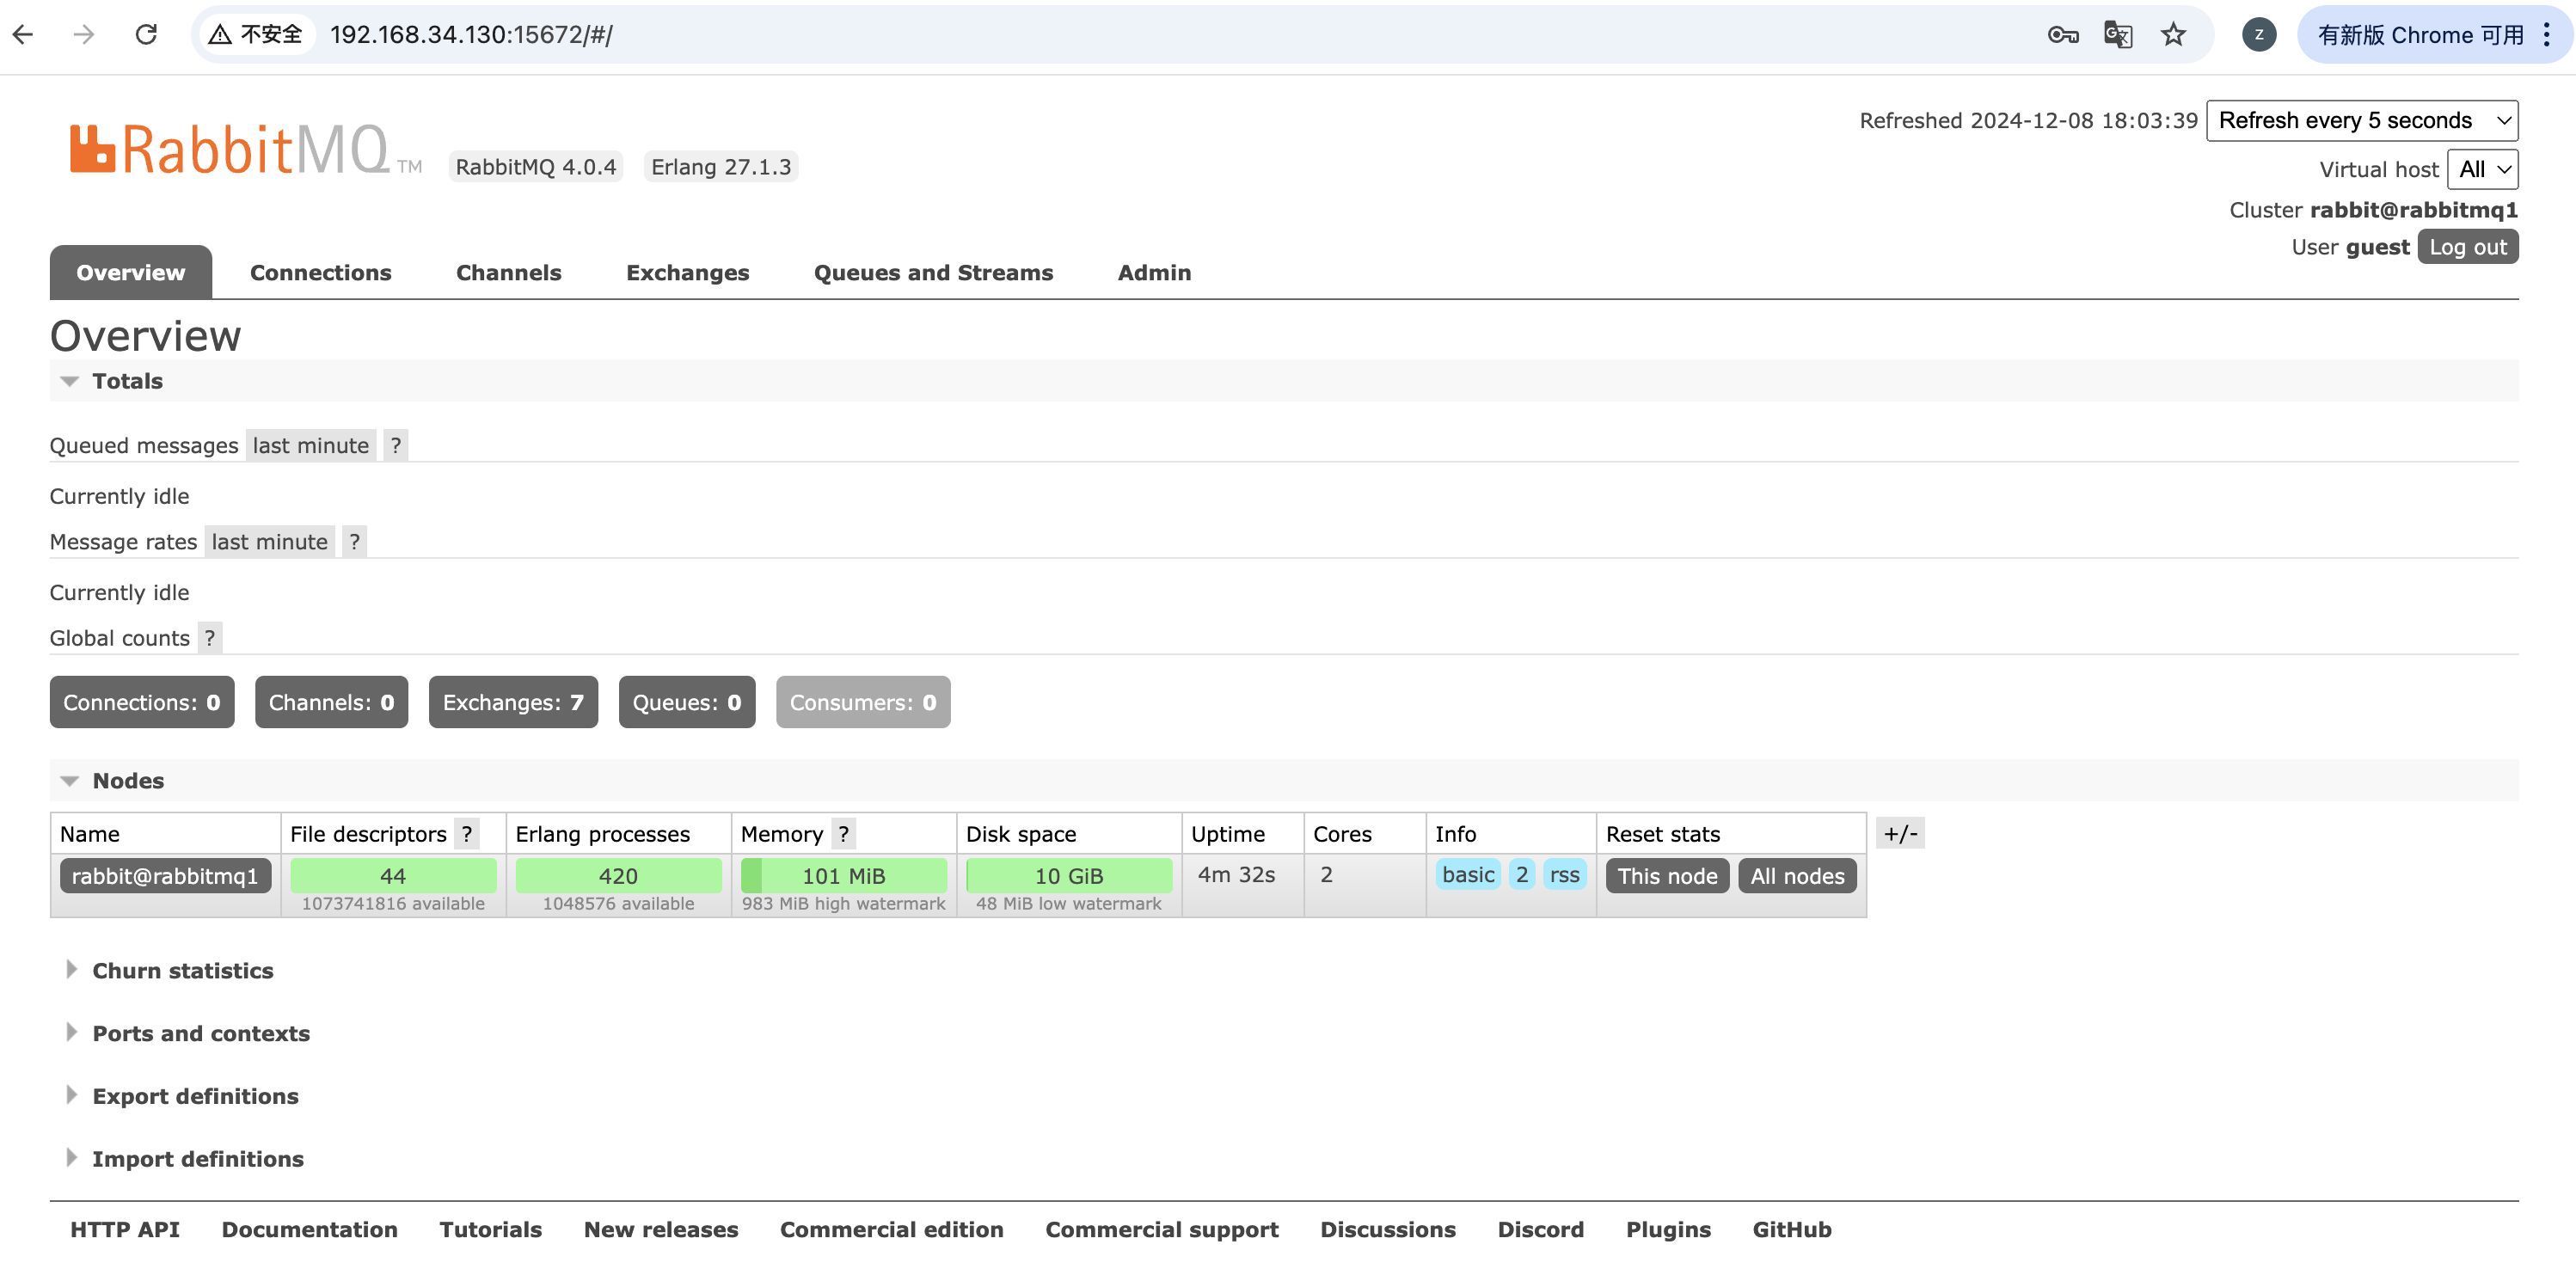 不安全 192.168.34.130:15672/#/ z 有新版 Chrome 可用
Refreshed 2024-12-08 18:03:39 Refresh every 5 seconds
RabbitMQ TM RabbitMQ 4.0.4 Erlang 27.1.3
Virtual host All
Cluster rabbit@rabbitmq1
User guest Log out
Overview Connections Channels Exchanges Queues and Streams Admin
Overview
Totals
Queued messages last minute ?
Currently idle
Message rates last minute ?
Currently idle
Global counts ?
Connections: 0 Channels: 0 Exchanges: 7 Queues: 0 Consumers: 0
Nodes
Name File descriptors ? Erlang processes Memory ? Disk space Uptime Cores Info Reset stats +/-
rabbit@rabbitmq1 44 420 101 MiB 10 GiB 4m 32s 2 basic 2 rss This node All nodes
1073741816 available 1048576 available 983 MiB high watermark 48 MiB low watermark
Churn statistics
Ports and contexts
Export definitions
Import definitions
HTTP API Documentation Tutorials New releases Commercial edition Commercial support Discussions Discord Plugins GitHub